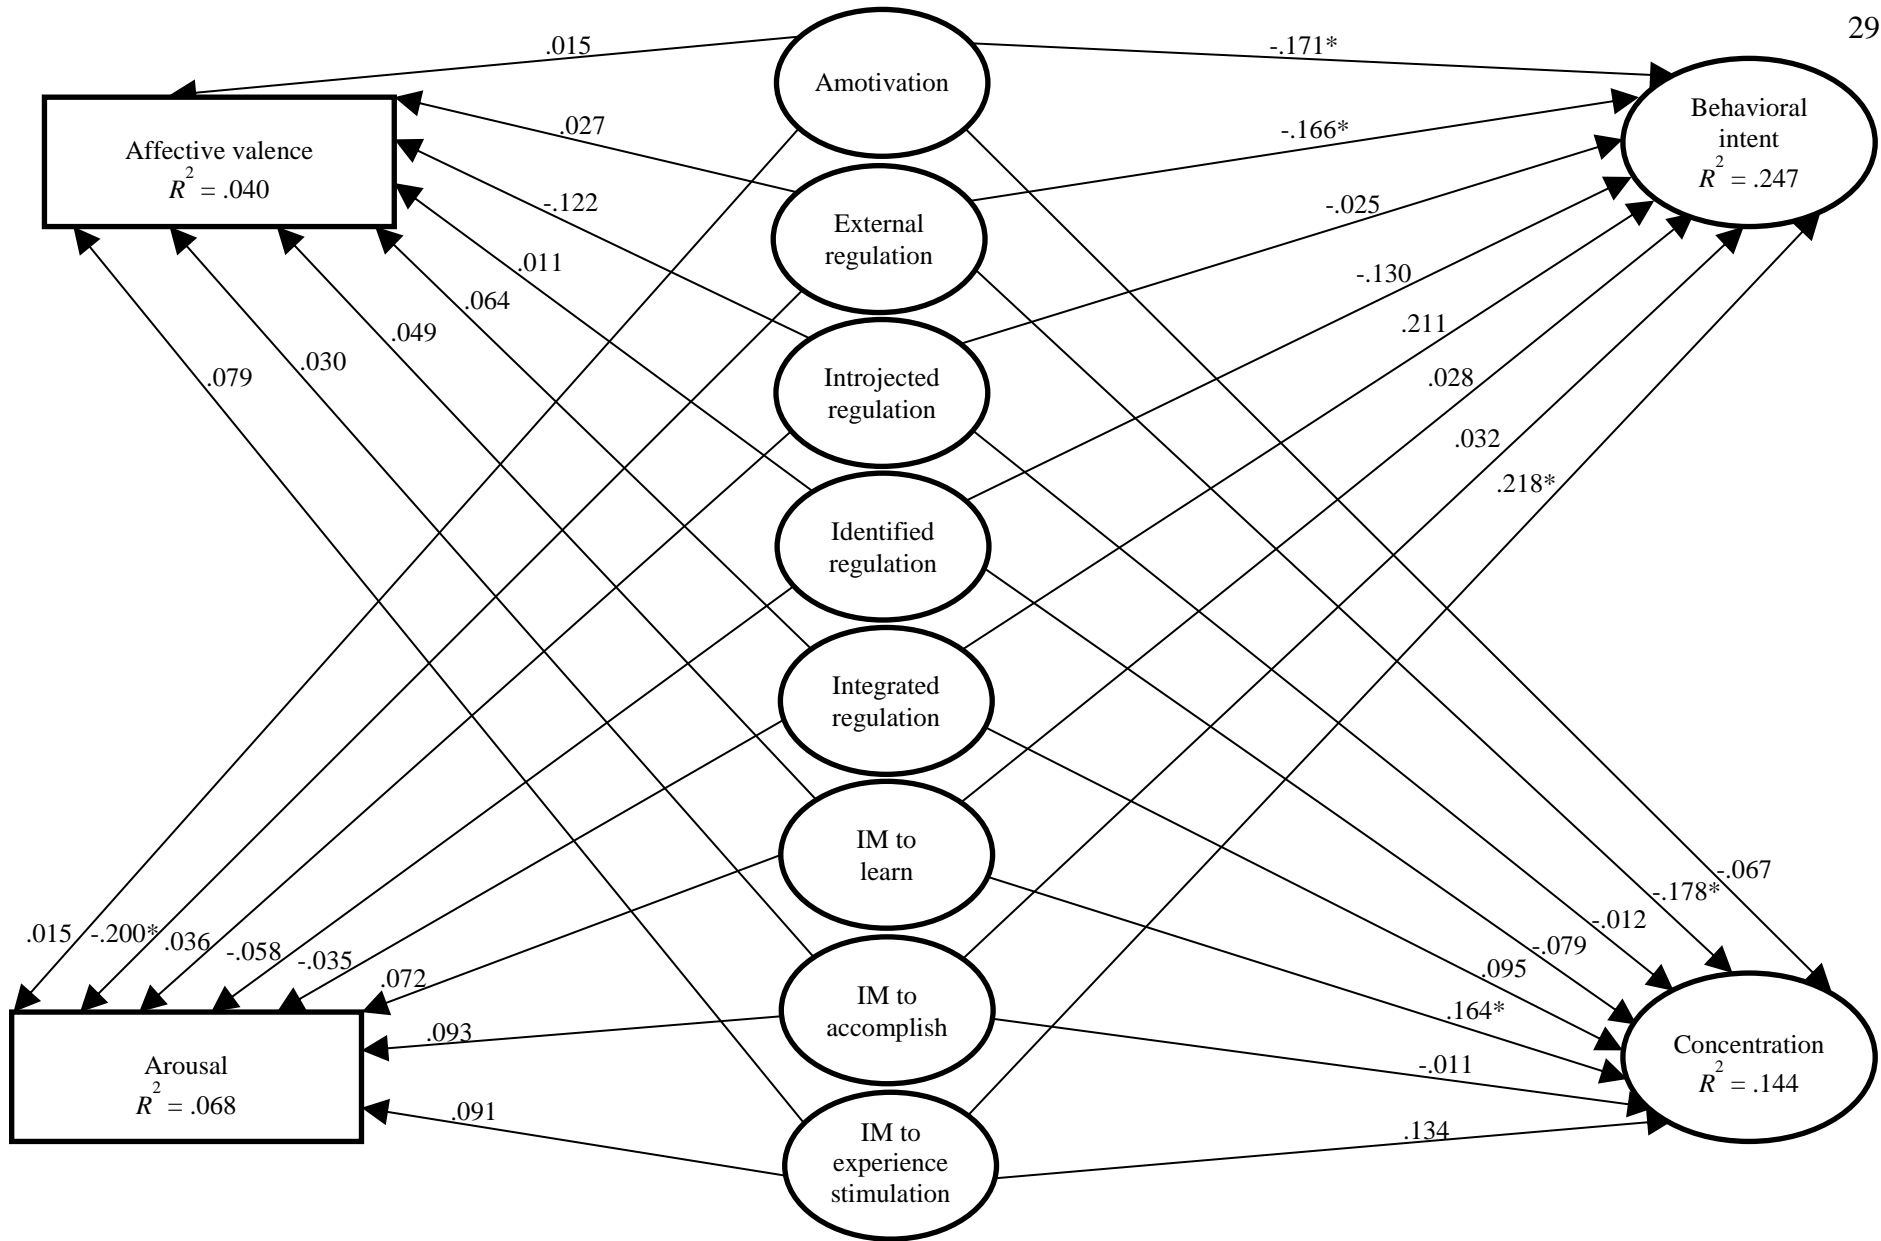 29
.015
-.171*
Amotivation
Behavioral
intent
R2 = .247
.027
-.166*
Affective valence
R2 = .040
-.122
-.025
External
regulation
.011
-.130
.064
.211
.049
.030
.028
.079
Introjected
regulation
.032
.218*
Identified
regulation
Integrated
regulation
IM to
learn
-.067
-.178*
.015
-.200*
.036
-.058
-.035
.072
-.012
-.079
.095
.164*
IM to
accomplish
.093
Arousal
R2 = .068
-.011
Concentration
R2 = .144
.091
.134
IM to
experience
stimulation